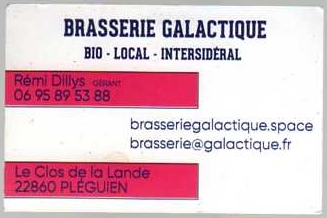 BRASSERIE GALACTIQUE
BIO - LOCAL - INTERSIDÉRAL
Rémi Dillys GÉRANT
06 95 89 53 88
brasseriegalactique.space
brasserie@galactique.fr
Le Clos de la Lande
22860 PLÉGUIEN